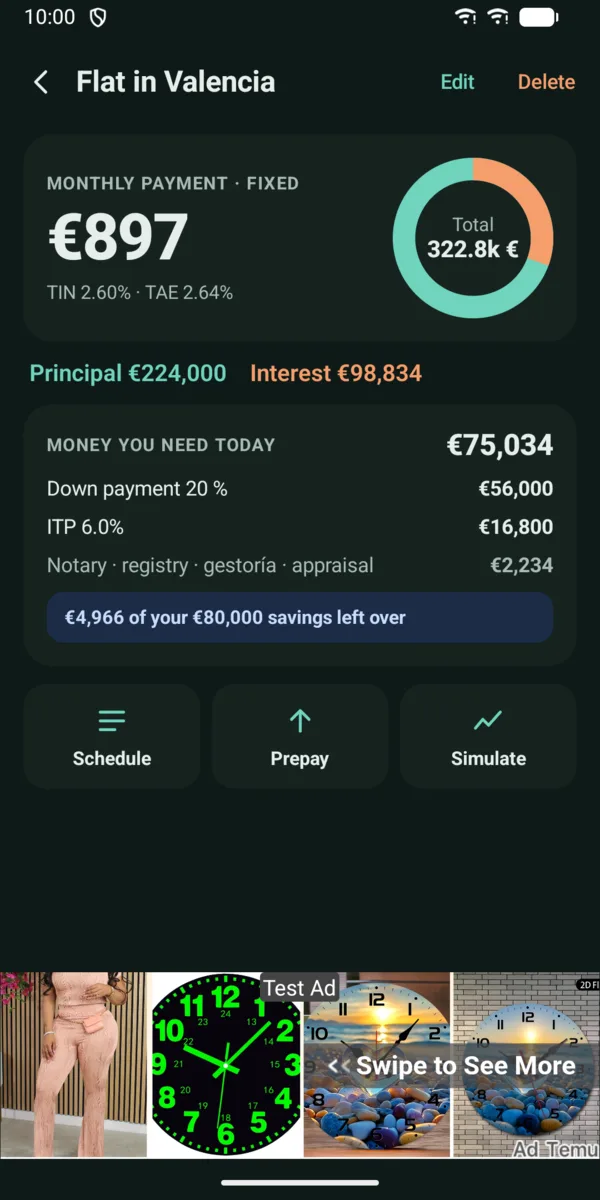 10:00
Flat in Valencia
Edit
Delete
MONTHLY PAYMENT · FIXED
€897
TIN 2.60% · TAE 2.64%
Total
322.8k €
Principal €224,000
Interest €98,834
MONEY YOU NEED TODAY
€75,034
Down payment 20 %
€56,000
ITP 6.0%
€16,800
Notary · registry · gestoría · appraisal
€2,234
€4,966 of your €80,000 savings left over
Schedule
Prepay
Simulate
Test Ad
<< Swipe to See More
Ad Temu